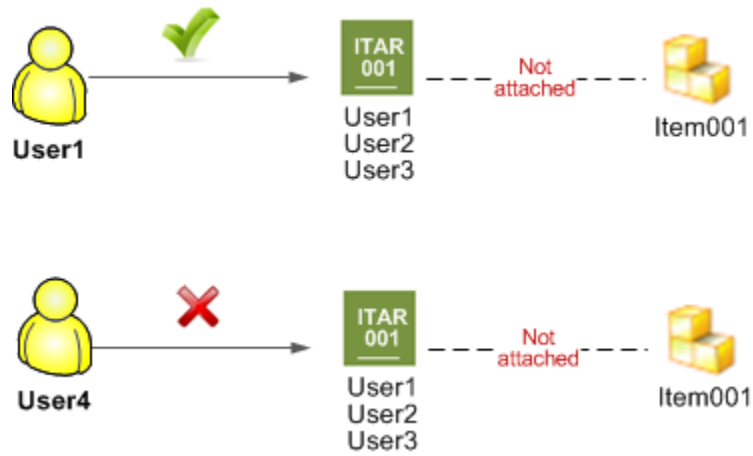 ITAR
001
Not
attached
User1
User1
User2
User3
Item001
ITAR
001
Not
attached
User4
User1
User2
User3
Item001